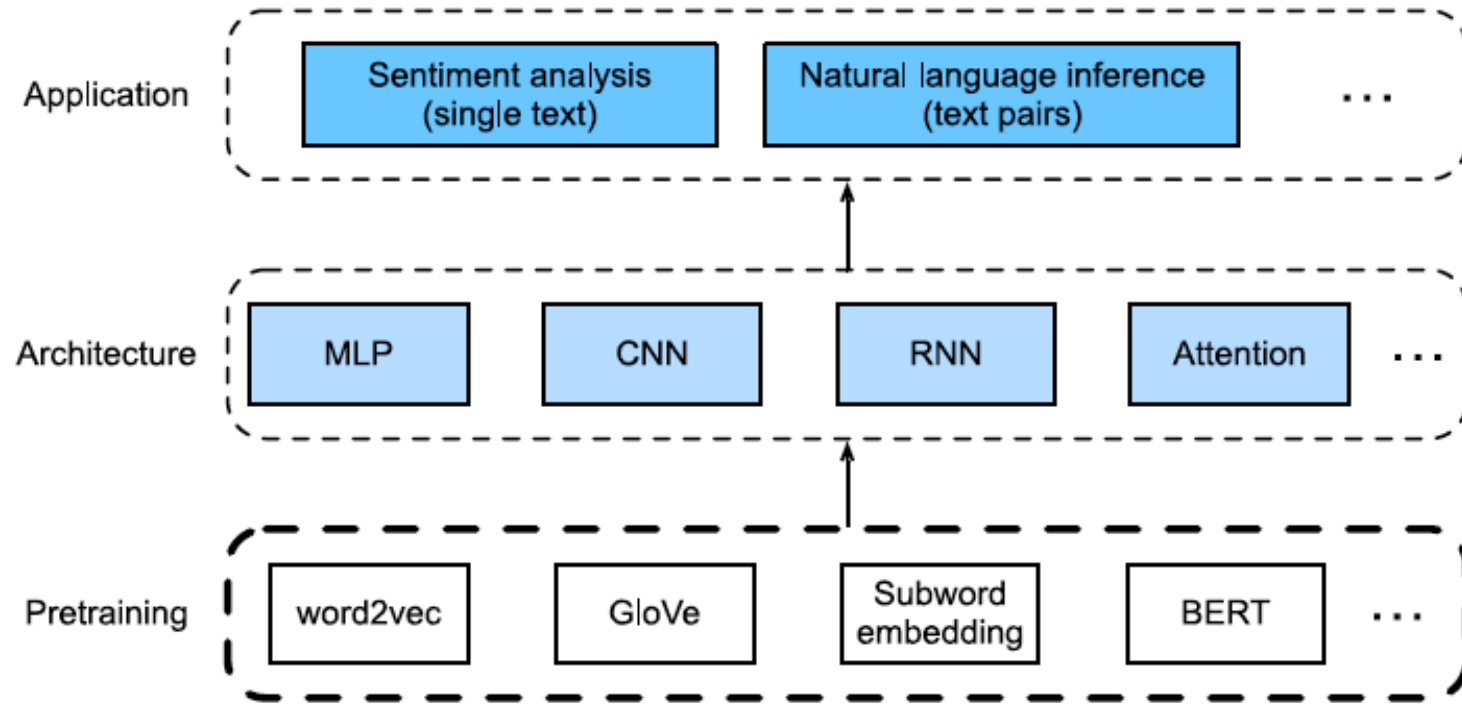 Application
Sentiment analysis
(single text)
Natural language inference
(text pairs)
...
Architecture
MLP
CNN
RNN
Attention
...
Pretraining
word2vec
GloVe
Subword
embedding
BERT
...